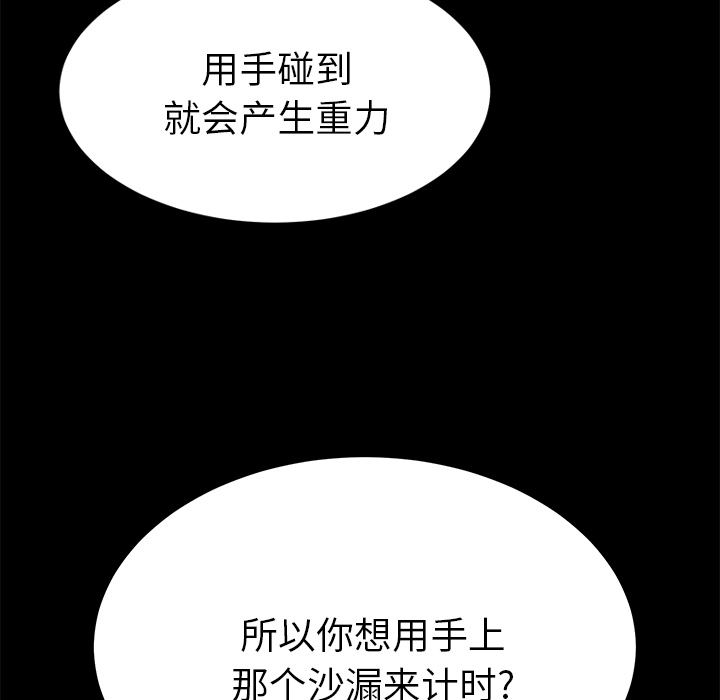 用手碰到
就会产生重力
所以你想用手上
那个沙漏来计时?